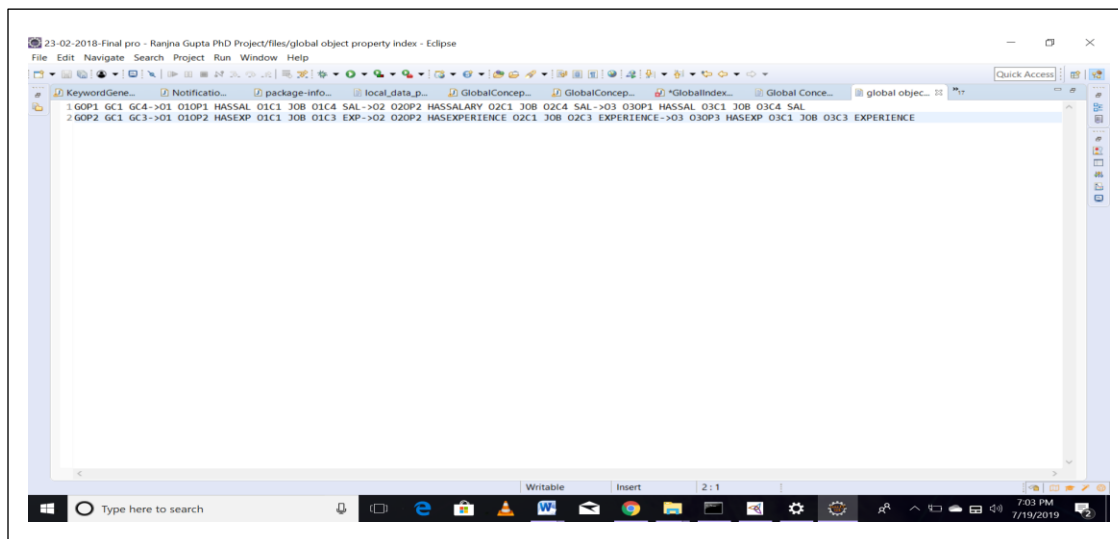 23-02-2018-Final pro - Ranjna Gupta PhD Project/files/global object property index - Eclipse
File Edit Navigate Search Project Run Window Help
Quick Access
KeywordGene... Notificatio... package-info... local_data_p... GlobalConcep... GlobalConcep... *GlobalIndex... Global Conce... global objec... »17
1 GOP1 GC1 GC4->O1 O1OP1 HASSAL O1C1 JOB O1C4 SAL->O2 O2OP2 HASSALARY O2C1 JOB O2C4 SAL->O3 O3OP1 HASSAL O3C1 JOB O3C4 SAL
2 GOP2 GC1 GC3->O1 O1OP2 HASEXP O1C1 JOB O1C3 EXP->O2 O2OP2 HASEXPERIENCE O2C1 JOB O2C3 EXPERIENCE->O3 O3OP3 HASEXP O3C1 JOB O3C3 EXPERIENCE
Writable Insert 2 : 1
Type here to search
7:03 PM
7/19/2019
2